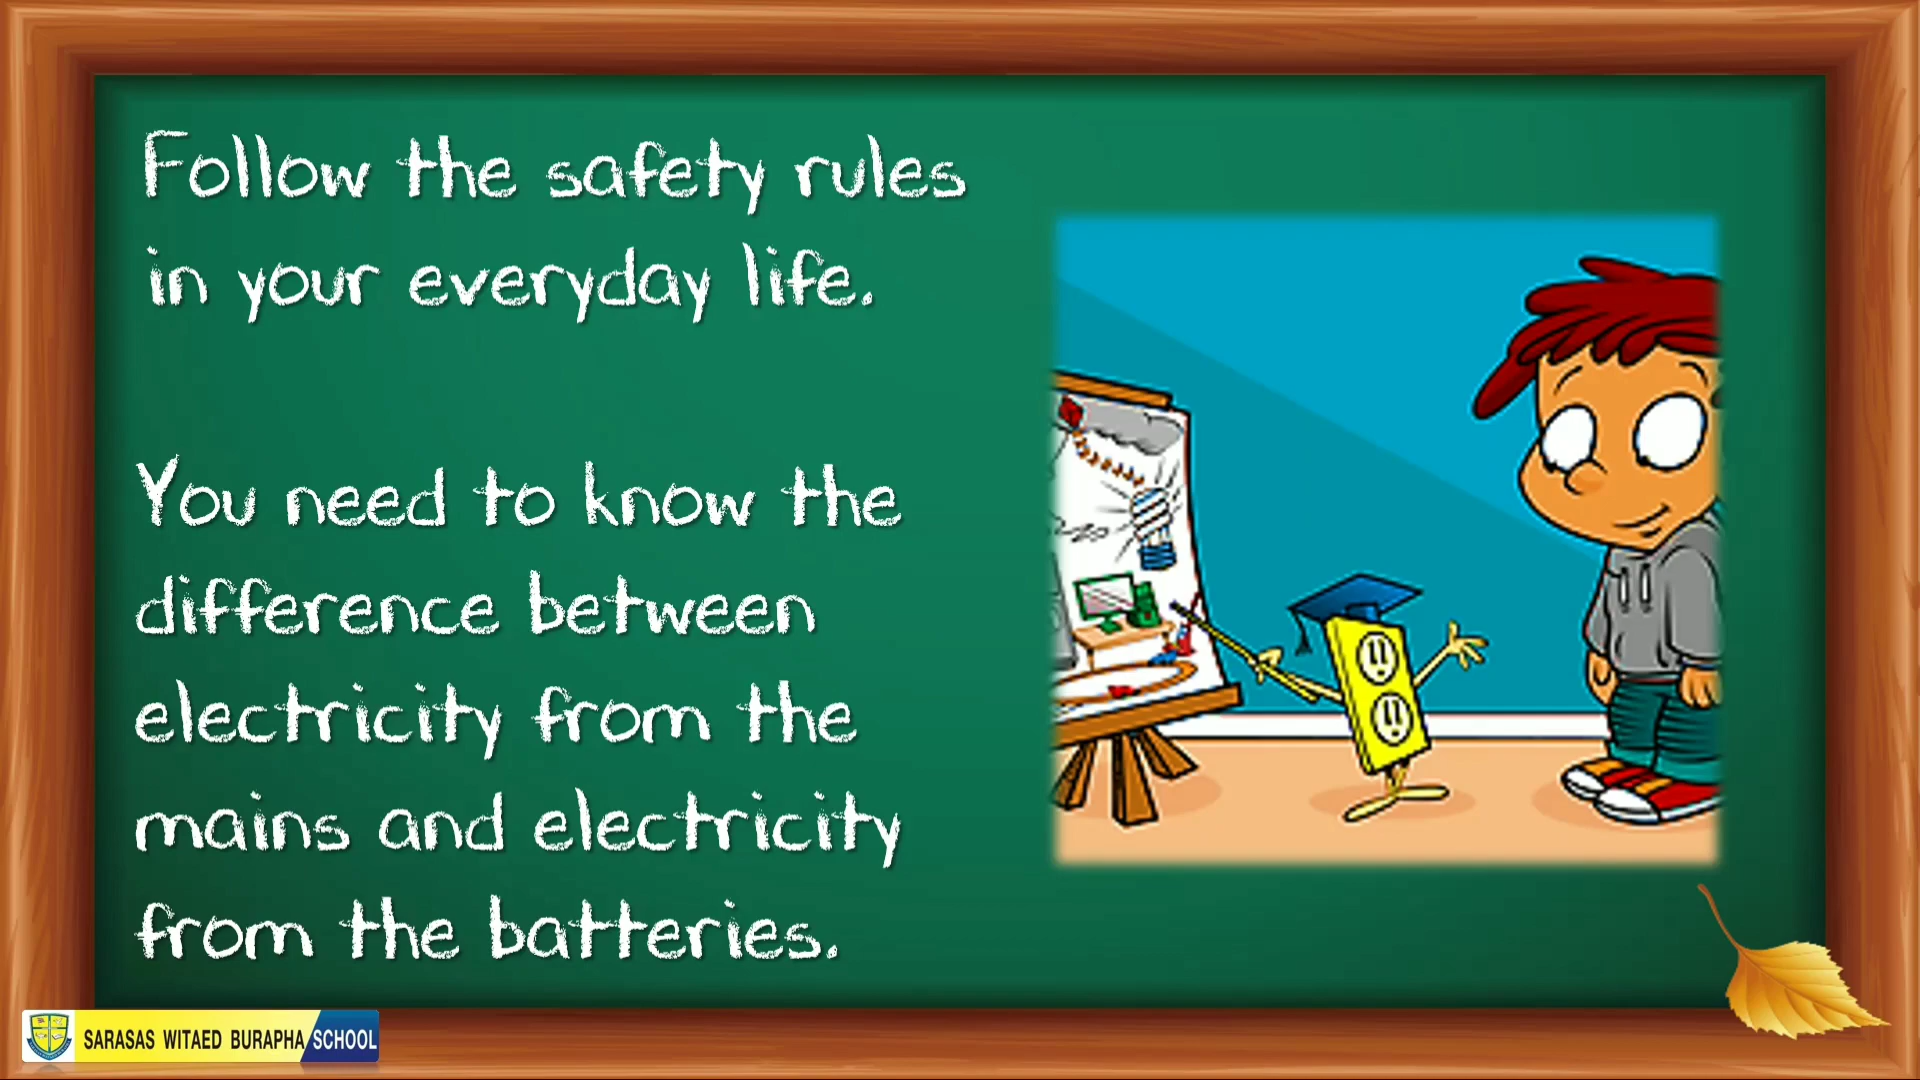 Follow the safety rules
in your everyday life.
You need to know the
difference between
electricity from the
mains and electricity
from the batteries.
SARASAS WITAED BURAPHA SCHOOL